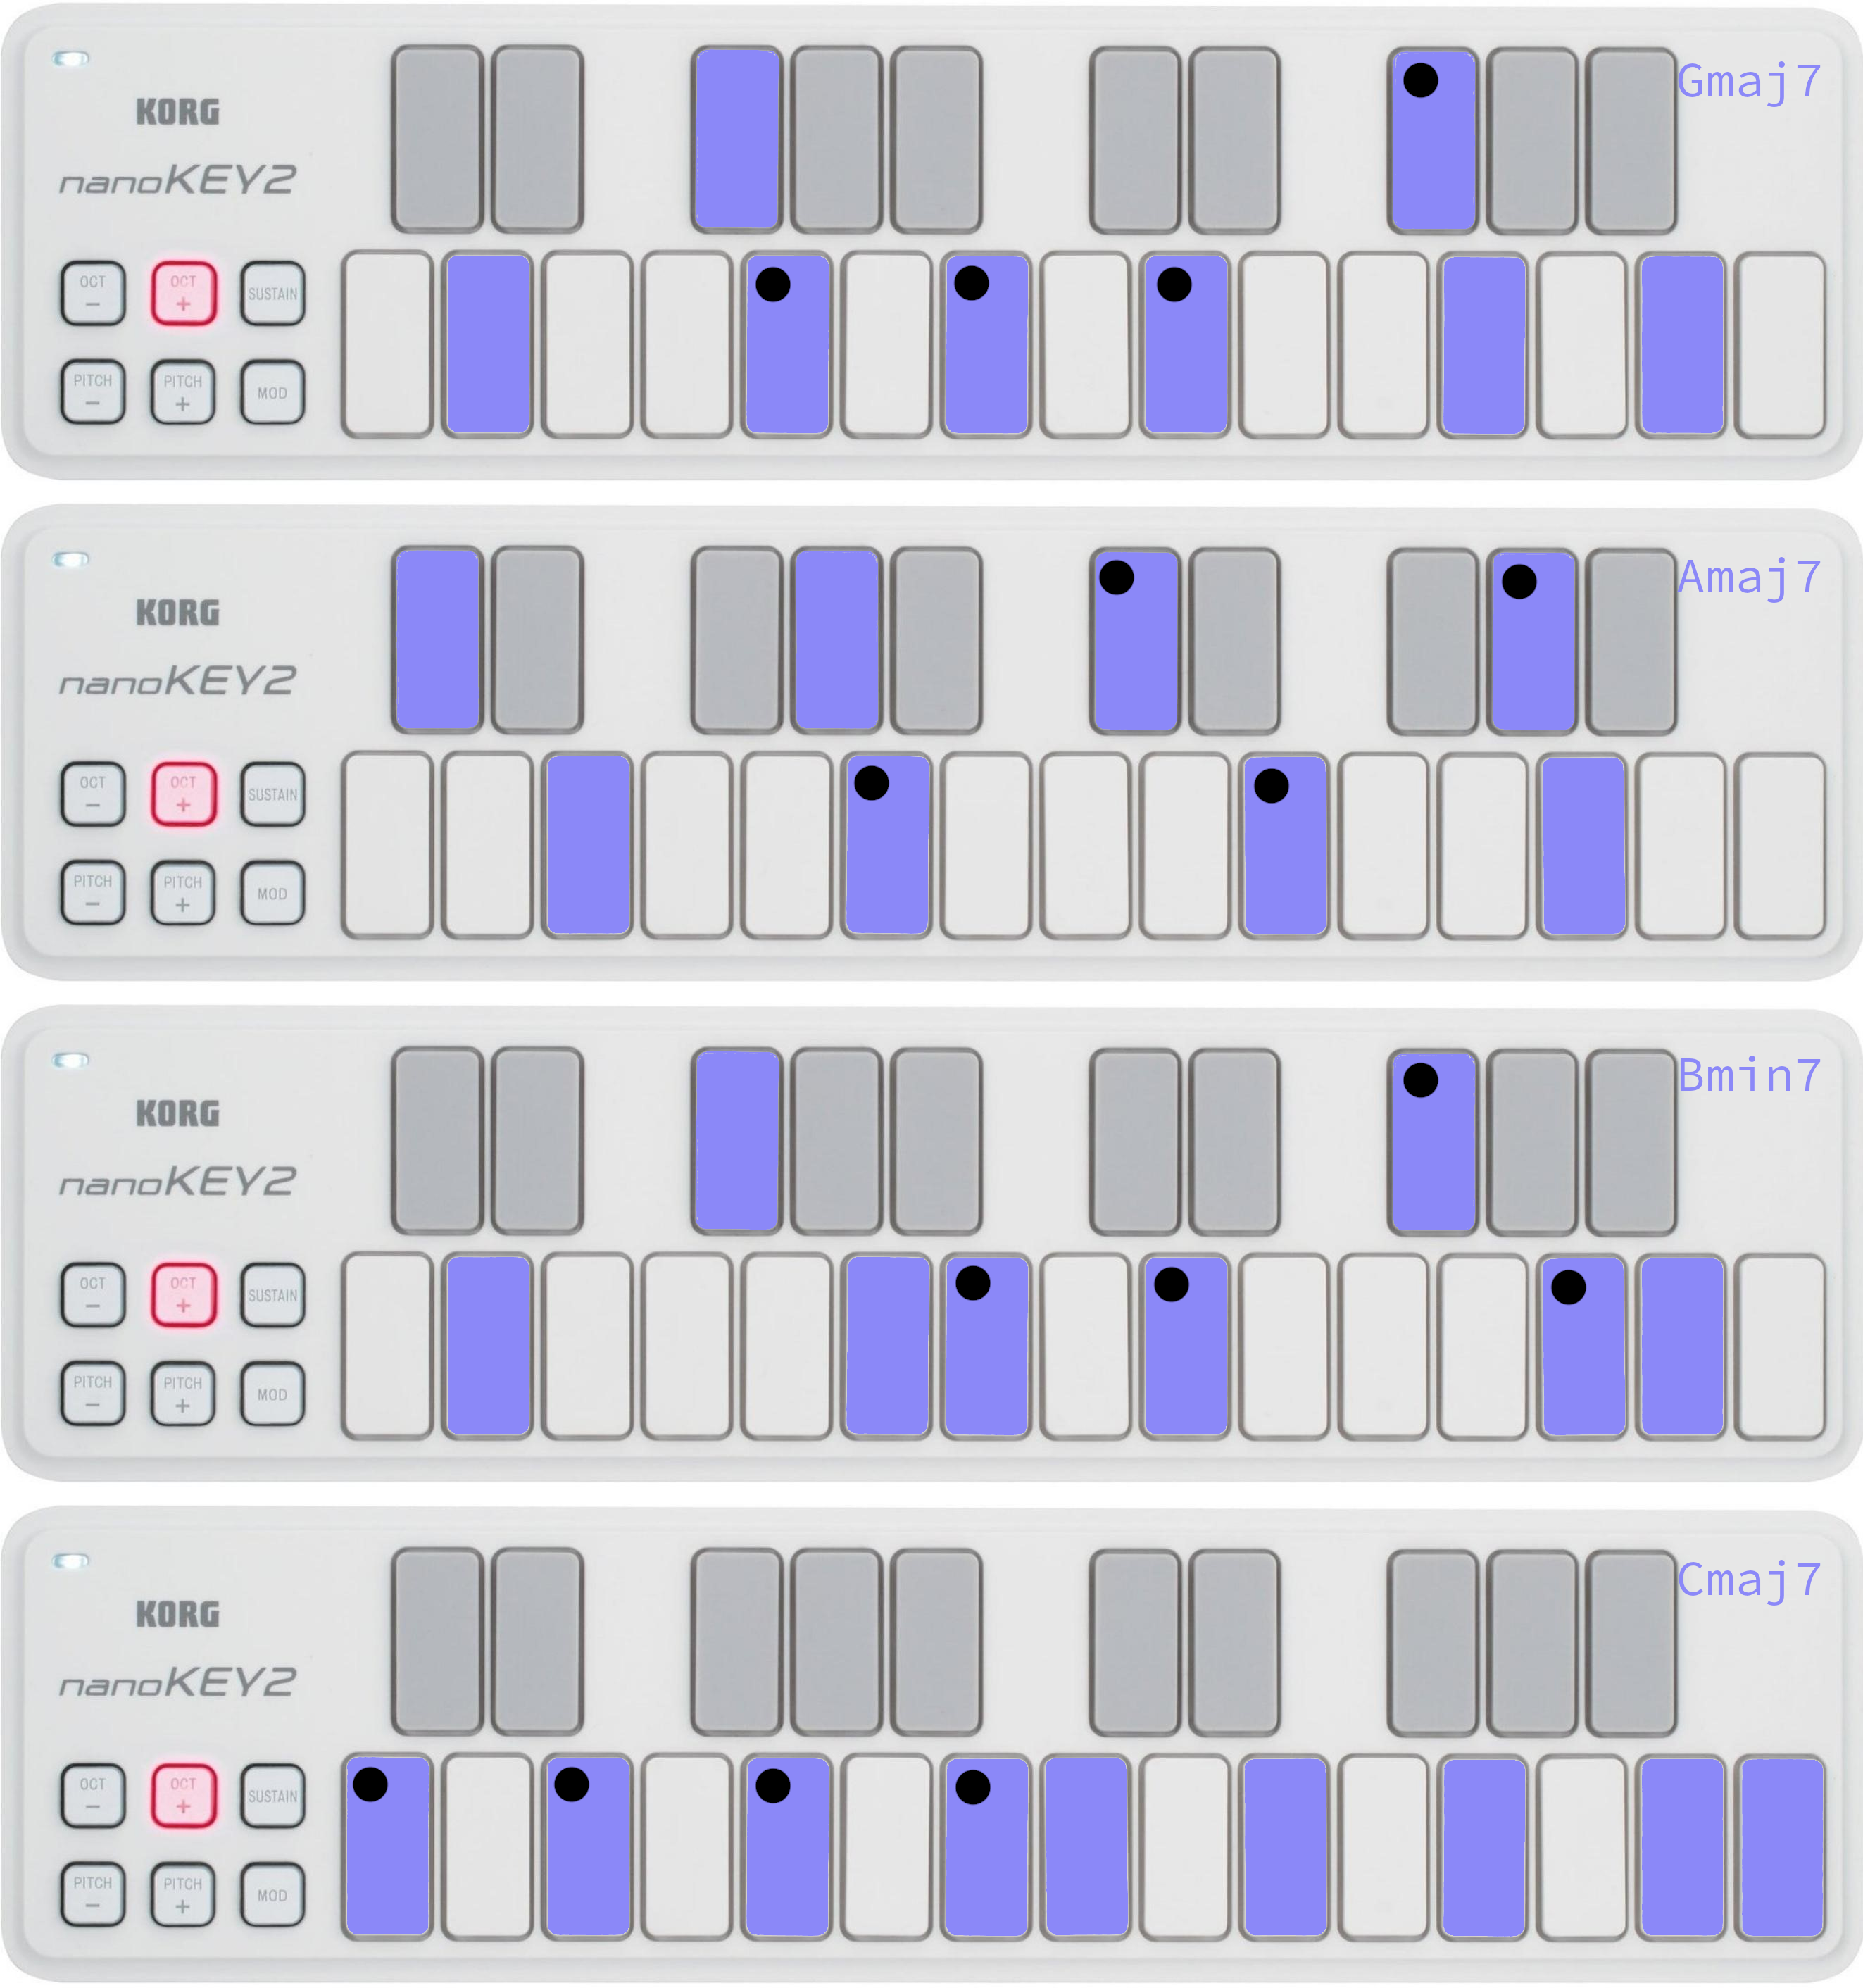 Gmaj7
KORG
nanoKEY2
OCT − OCT + SUSTAIN
PITCH − PITCH + MOD
Amaj7
KORG
nanoKEY2
OCT − OCT + SUSTAIN
PITCH − PITCH + MOD
Bmin7
KORG
nanoKEY2
OCT − OCT + SUSTAIN
PITCH − PITCH + MOD
Cmaj7
KORG
nanoKEY2
OCT − OCT + SUSTAIN
PITCH − PITCH + MOD